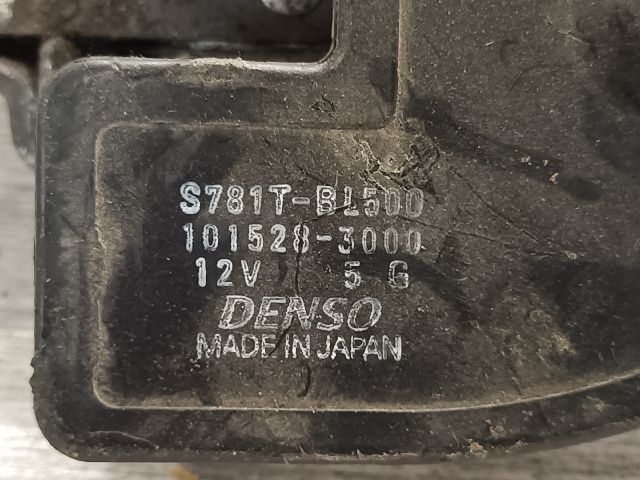 S781T-BL500
101528-3000
12V 5 G
DENSO
MADE IN JAPAN